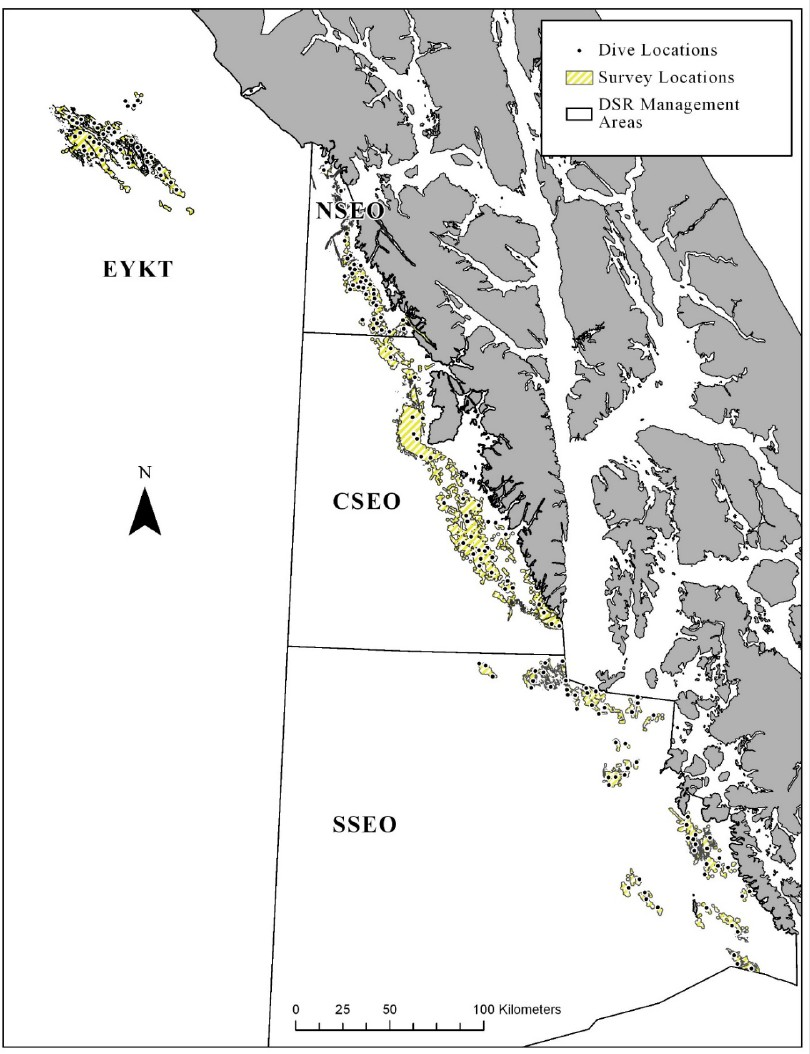 Dive Locations
Survey Locations
DSR Management
Areas
NSEO
EYKT
N
CSEO
SSEO
0 25 50 100 Kilometers